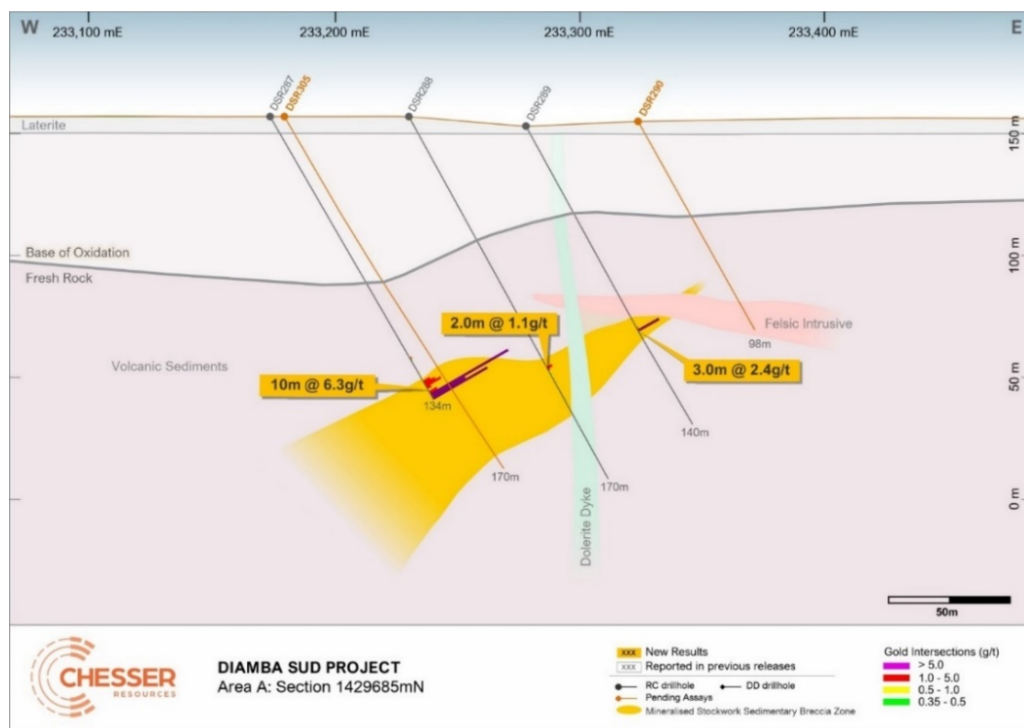 W
233,100 mE
233,200 mE
233,300 mE
233,400 mE
E
DSR287
DSR305
DSR288
DSR289
DSR290
Laterite
150 m
Base of Oxidation
100 m
Fresh Rock
Felsic Intrusive
2.0m @ 1.1g/t
98m
Volcanic Sediments
50 m
10m @ 6.3g/t
3.0m @ 2.4g/t
134m
140m
170m
170m
0 m
Dolerite Dyke
50m
CHESSER
RESOURCES
DIAMBA SUD PROJECT
Area A: Section 1429685mN
XXX New Results
XXX Reported in previous releases
RC drillhole DD drillhole
Pending Assays
Mineralised Stockwork Sedimentary Breccia Zone
Gold Intersections (g/t)
> 5.0
1.0 - 5.0
0.5 - 1.0
0.35 - 0.5